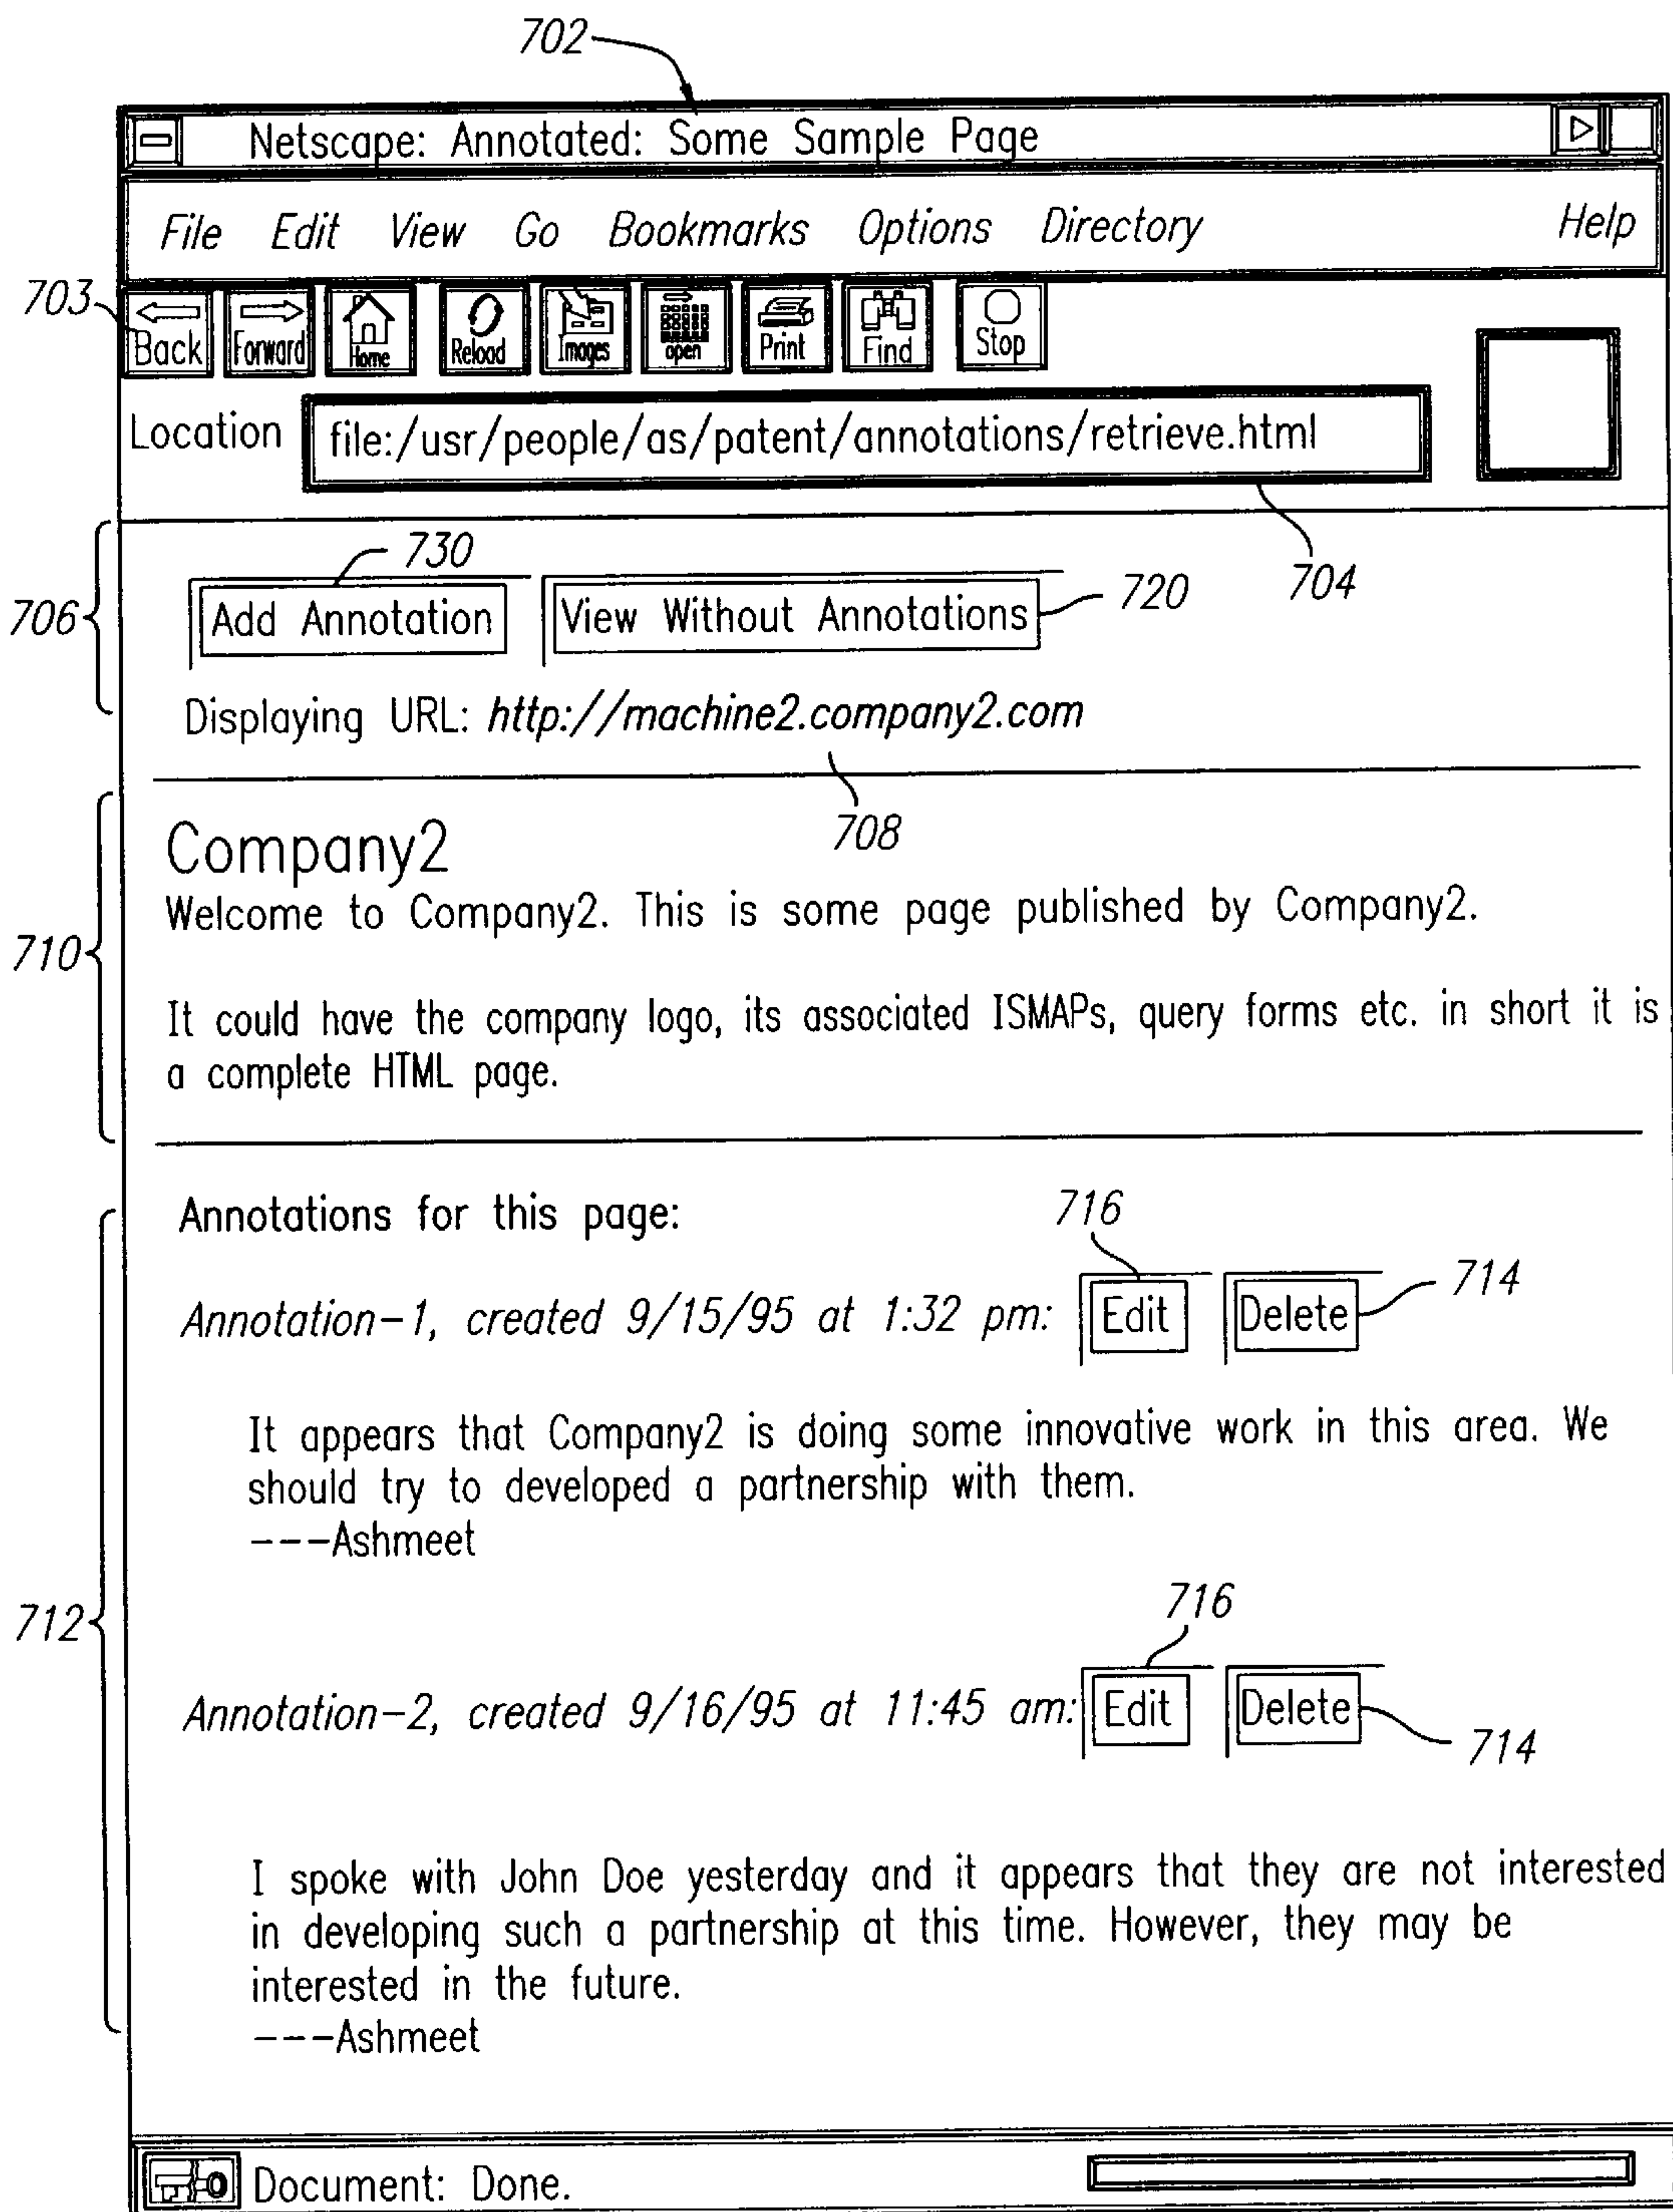 702
Netscape: Annotated: Some Sample Page
File Edit View Go Bookmarks Options Directory Help
703
Back Forward Home Reload Images open Print Find Stop
Location file:/usr/people/as/patent/annotations/retrieve.html
730
704
706
Add Annotation View Without Annotations 720
Displaying URL: http://machine2.company2.com
708
Company2
Welcome to Company2. This is some page published by Company2.
710
It could have the company logo, its associated ISMAPs, query forms etc. in short it is
a complete HTML page.
Annotations for this page:
716
714
Annotation-1, created 9/15/95 at 1:32 pm: Edit Delete
It appears that Company2 is doing some innovative work in this area. We
should try to developed a partnership with them.
---Ashmeet
712
716
Annotation-2, created 9/16/95 at 11:45 am: Edit Delete
714
I spoke with John Doe yesterday and it appears that they are not interested
in developing such a partnership at this time. However, they may be
interested in the future.
---Ashmeet
Document: Done.